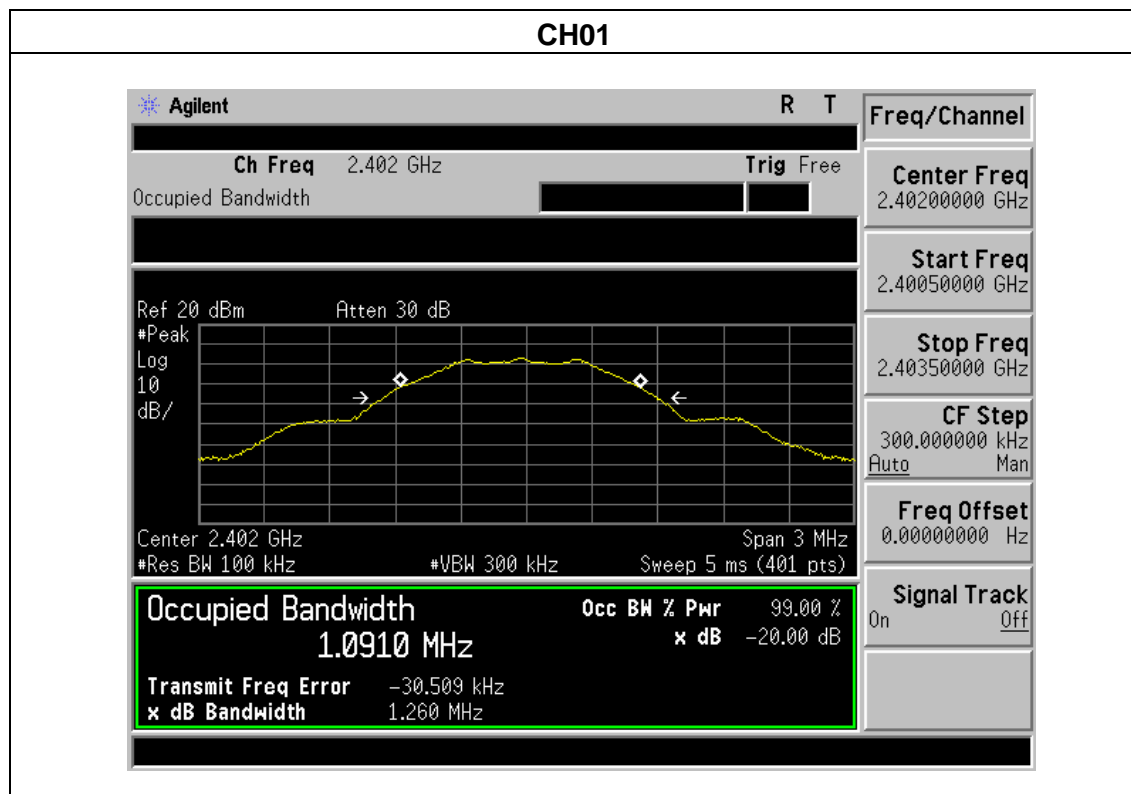 CH01
Agilent R T
Ch Freq 2.402 GHz Trig Free
Occupied Bandwidth
Ref 20 dBm Atten 30 dB
#Peak
Log
10
dB/
Center 2.402 GHz Span 3 MHz
#Res BW 100 kHz #VBW 300 kHz Sweep 5 ms (401 pts)
Occupied Bandwidth Occ BW % Pwr 99.00 %
1.0910 MHz x dB -20.00 dB
Transmit Freq Error -30.509 kHz
x dB Bandwidth 1.260 MHz
Freq/Channel
Center Freq
2.40200000 GHz
Start Freq
2.40050000 GHz
Stop Freq
2.40350000 GHz
CF Step
300.000000 kHz
Auto Man
Freq Offset
0.00000000 Hz
Signal Track
On Off